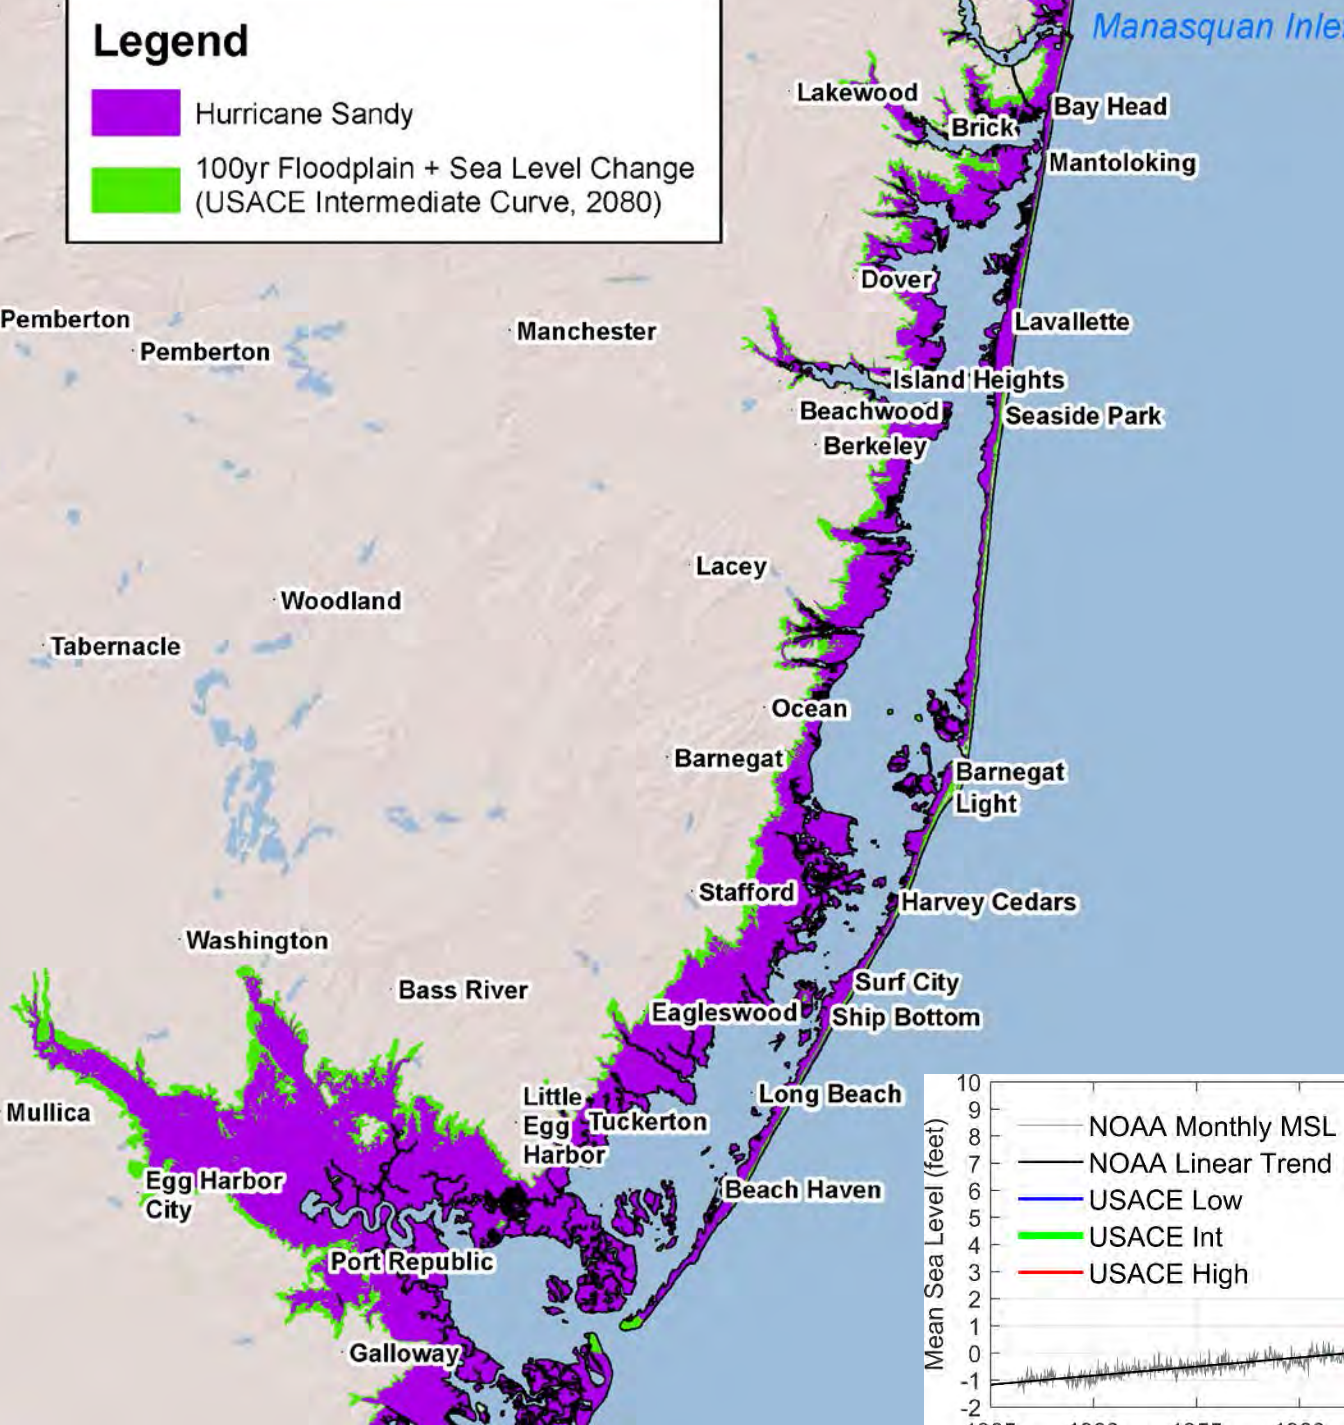 Legend
Hurricane Sandy
100yr Floodplain + Sea Level Change
(USACE Intermediate Curve, 2080)
Lakewood
Bay Head
Brick
Mantoloking
Dover
Pemberton
Manchester
Lavallette
Pemberton
Island Heights
Beachwood
Seaside Park
Berkeley
Lacey
Woodland
Tabernacle
Ocean
Barnegat
Barnegat
Light
Stafford
Harvey Cedars
Washington
Surf City
Bass River
Eagleswood
Ship Bottom
Long Beach
Little
Egg
Harbor
Tuckerton
Mullica
Egg Harbor
City
Beach Haven
Port Republic
Galloway
Mean Sea Level (feet)
10
9
8
7
6
5
4
3
2
1
0
-1
-2
NOAA Monthly MSL
NOAA Linear Trend
USACE Low
USACE Int
USACE High